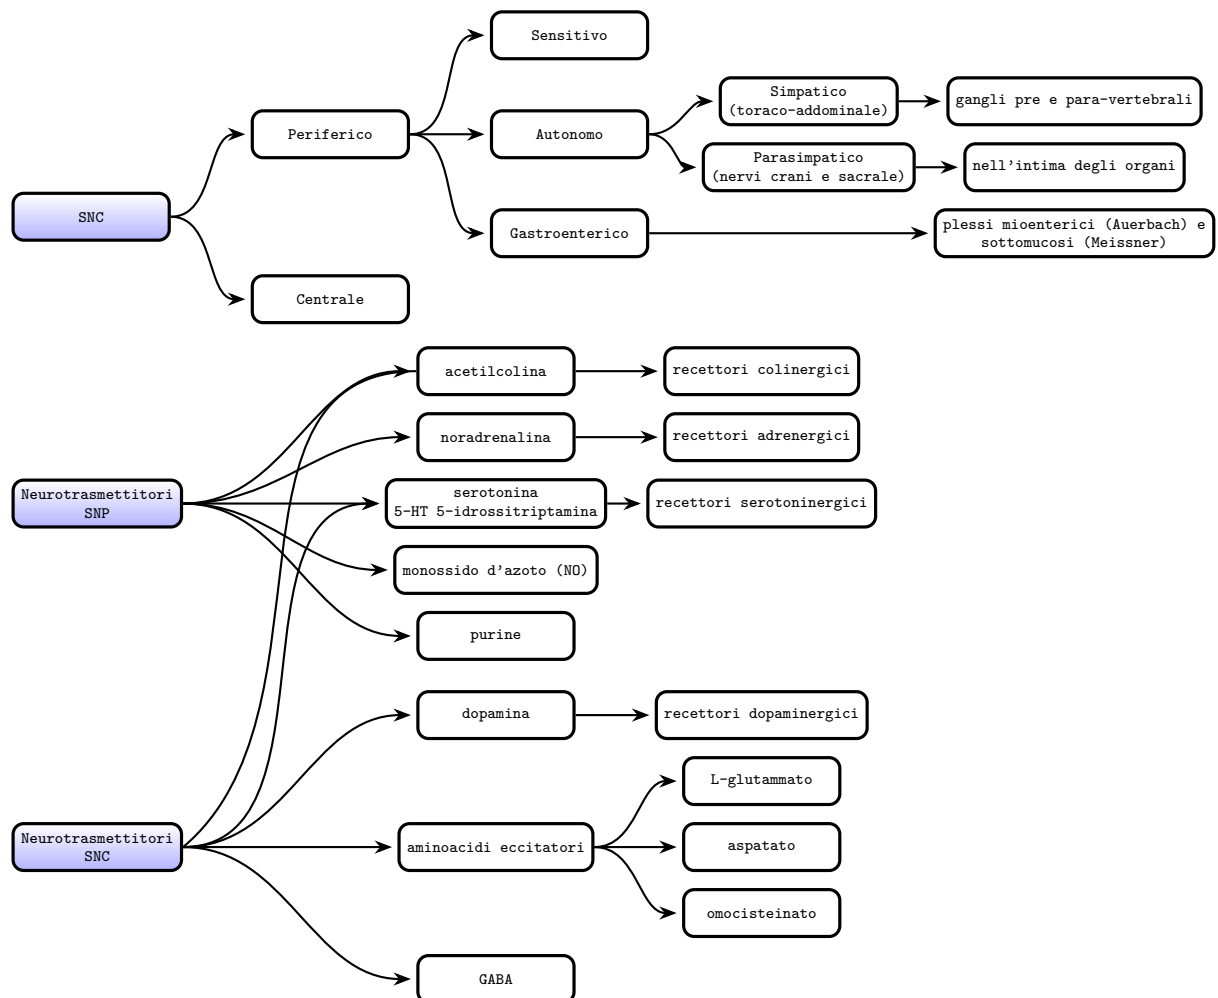 Sensitivo
Simpatico
(toraco-addominale)
gangli pre e para-vertebrali
Periferico
Autonomo
Parasimpatico
(nervi crani e sacrale)
nell'intima degli organi
SNC
Gastroenterico
plessi mioenterici (Auerbach) e
sottomucosi (Meissner)
Centrale
acetilcolina
recettori colinergici
noradrenalina
recettori adrenergici
Neurotrasmettitori
SNP
serotonina
5-HT 5-idrossitriptamina
recettori serotoninergici
monossido d'azoto (NO)
purine
dopamina
recettori dopaminergici
L-glutammato
Neurotrasmettitori
SNC
aminoacidi eccitatori
aspatato
omocisteinato
GABA